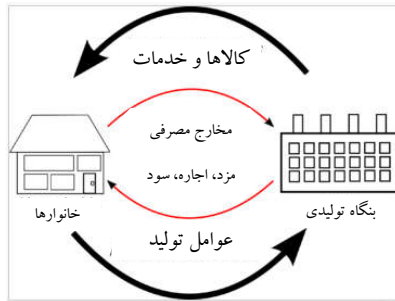 کالاها و خدمات
مخارج مصرفی
مزد، اجاره، سود
بنگاه تولیدی
خانوارها
عوامل تولید